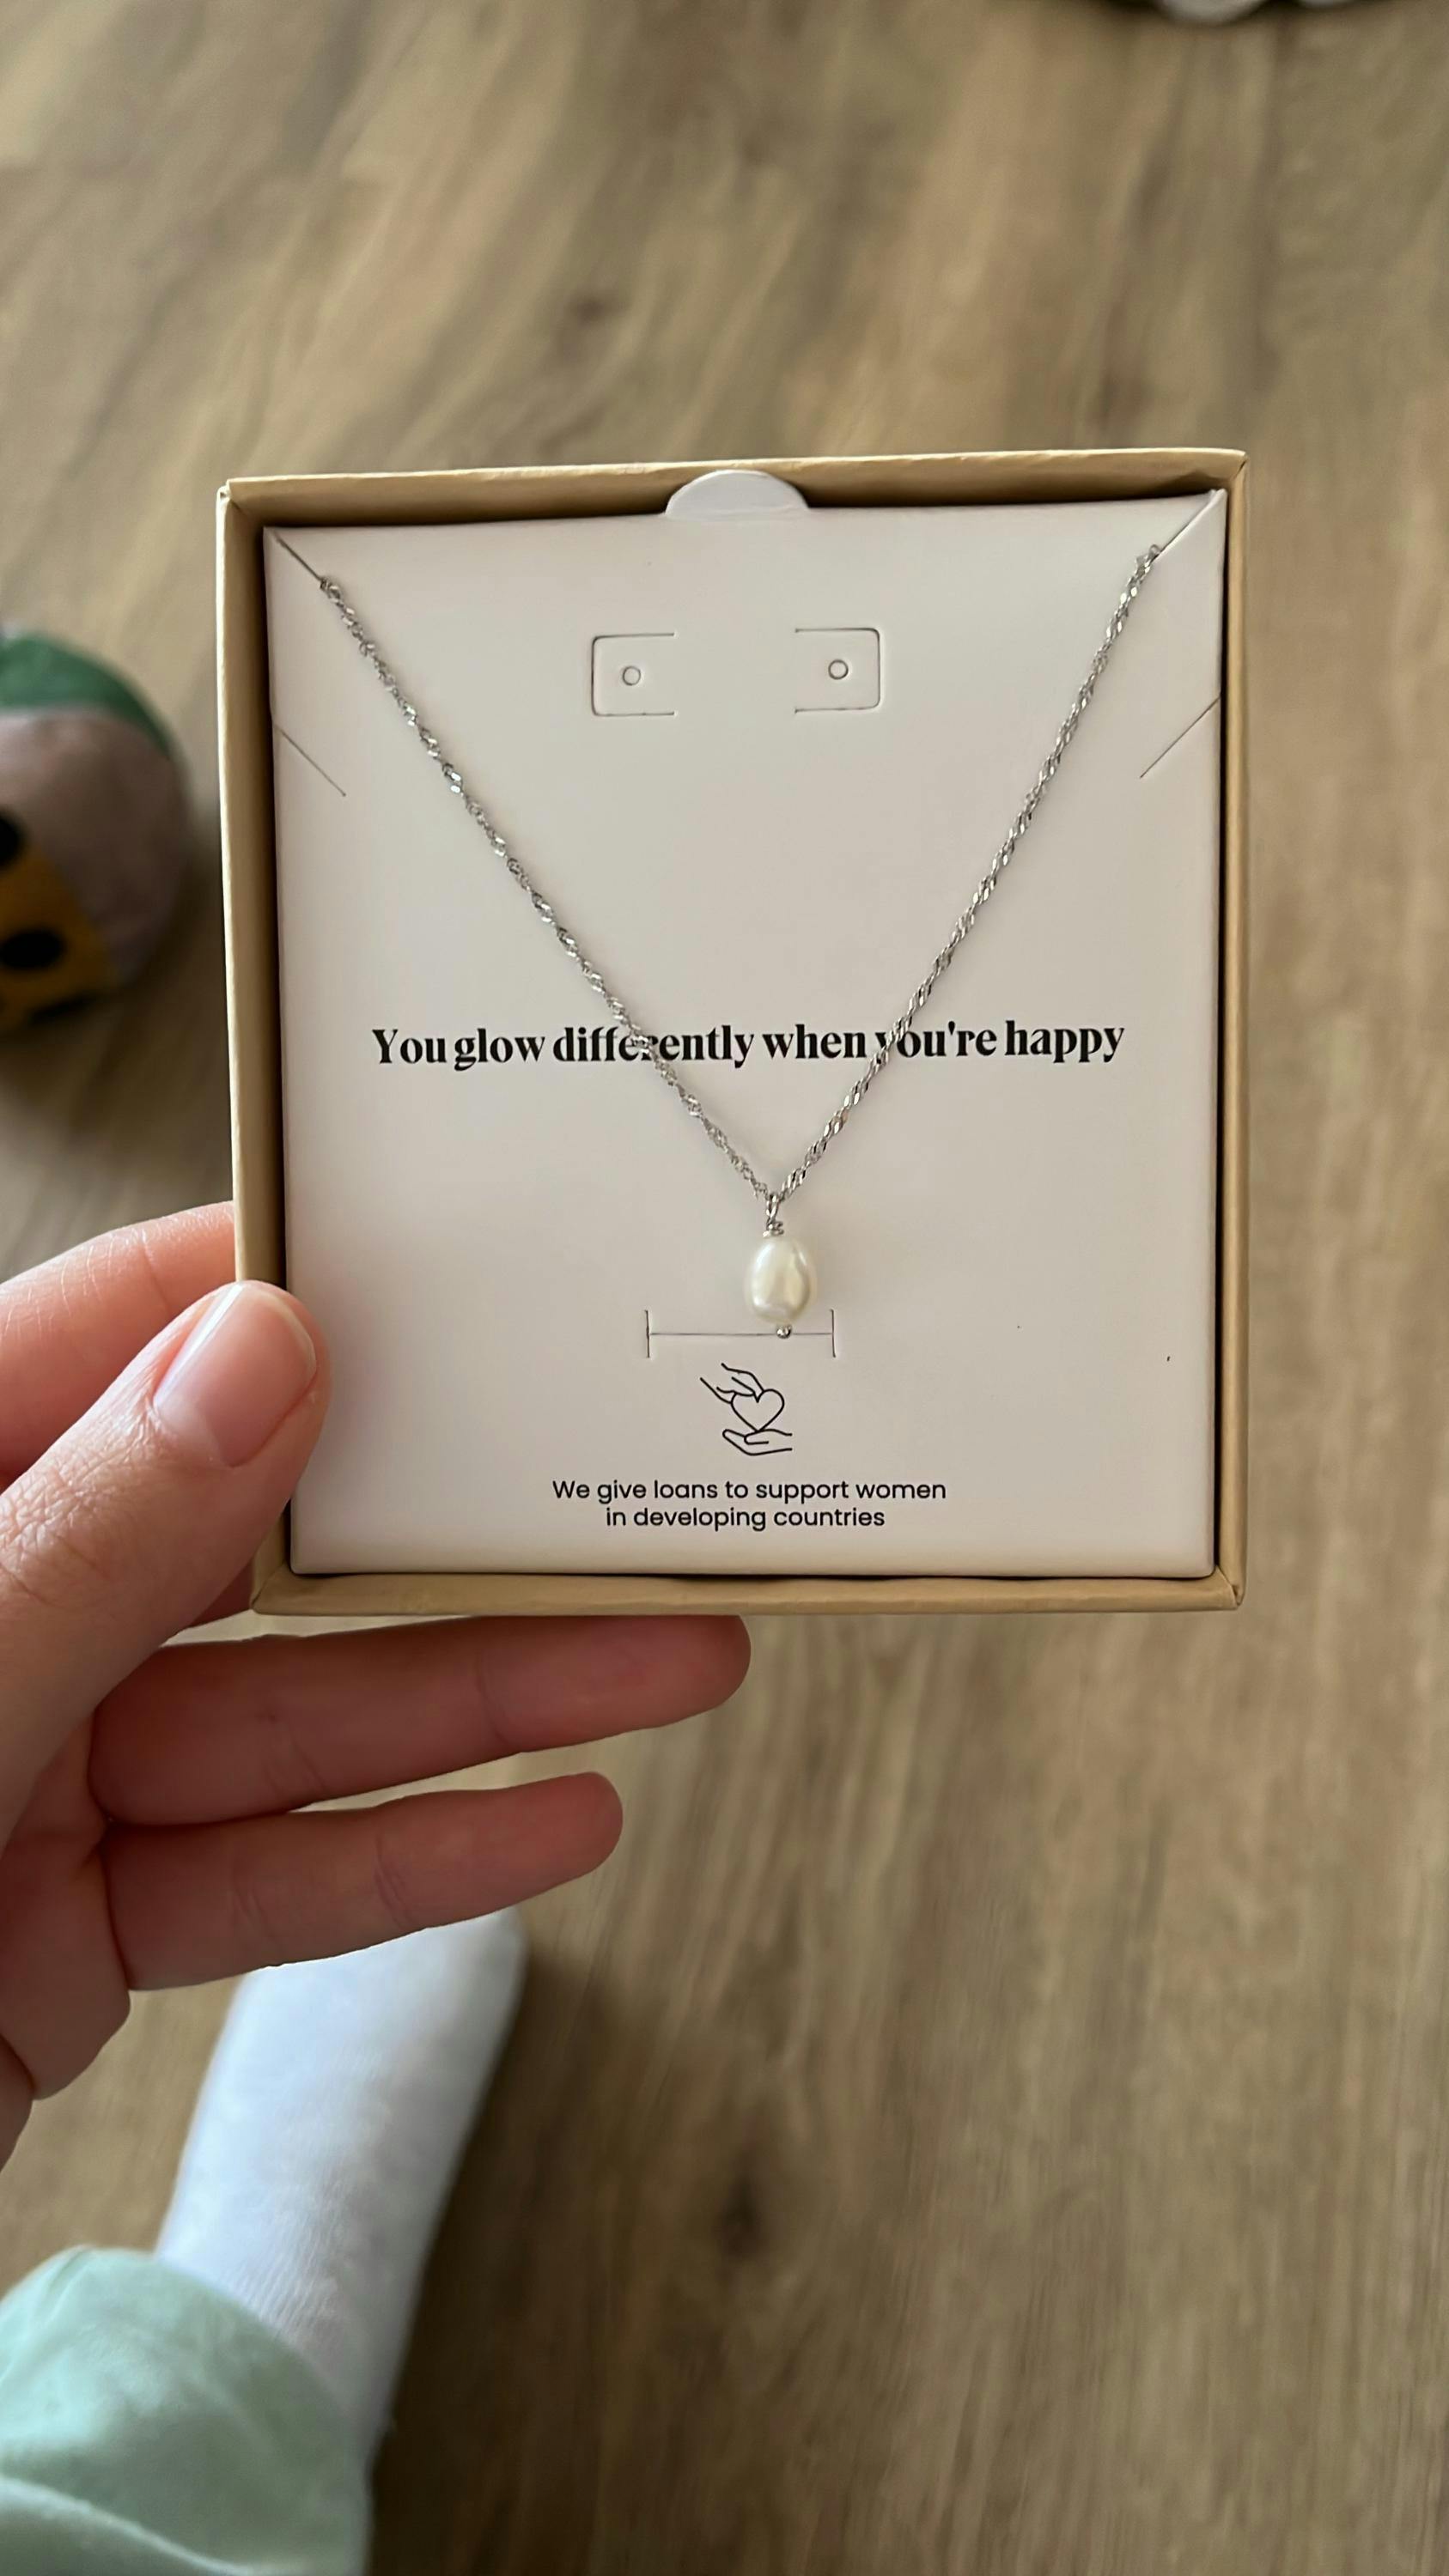 You glow differently when you're happy
We give loans to support women
in developing countries